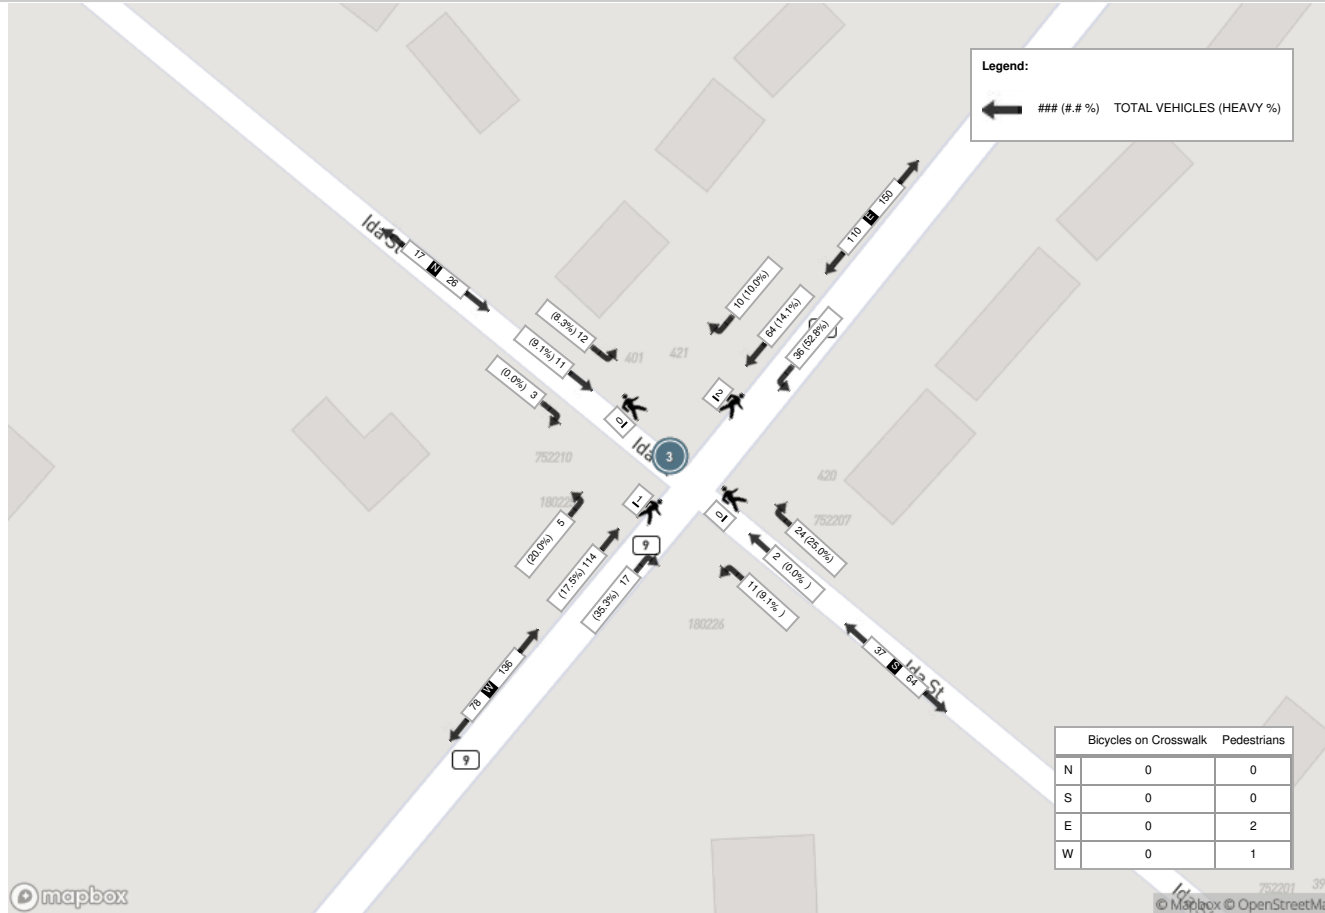 Legend:
### (#.# %) TOTAL VEHICLES (HEAVY %)
Ida St
17 N 26
110 E 150
(8.3%) 12
(9.1%) 11
(0.0%) 3
10 (10.0%)
64 (14.1%)
36 (52.8%)
401
421
2
0
Ida
3
752210
420
752207
1
0
9
(20.0%) 5
(17.5%) 114
(35.3%) 17
24 (25.0%)
2 (0.0% )
11 (9.1% )
180226
78 W 136
37 S 64
Ida St
9
Bicycles on Crosswalk Pedestrians
N 0 0
S 0 0
E 0 2
W 0 1
mapbox
752201
© Mapbox © OpenStreetMa